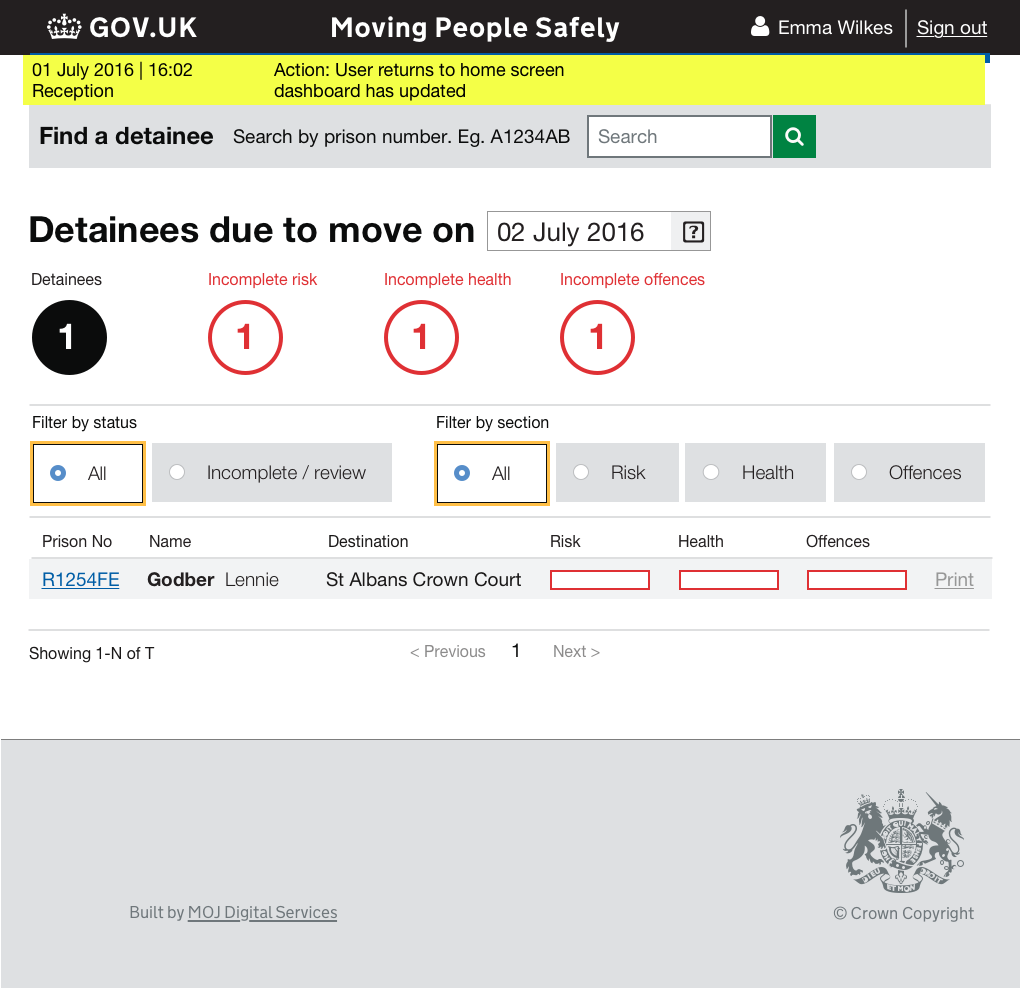 GOV.UK Moving People Safely Emma Wilkes Sign out
01 July 2016 | 16:02 Action: User returns to home screen
Reception dashboard has updated
Find a detainee Search by prison number. Eg. A1234AB Search
Detainees due to move on 02 July 2016 ?
Detainees Incomplete risk Incomplete health Incomplete offences
1 1 1 1
Filter by status Filter by section
All Incomplete / review All Risk Health Offences
Prison No Name Destination Risk Health Offences
R1254FE Godber Lennie St Albans Crown Court Print
Showing 1-N of T < Previous 1 Next >
Built by MOJ Digital Services © Crown Copyright